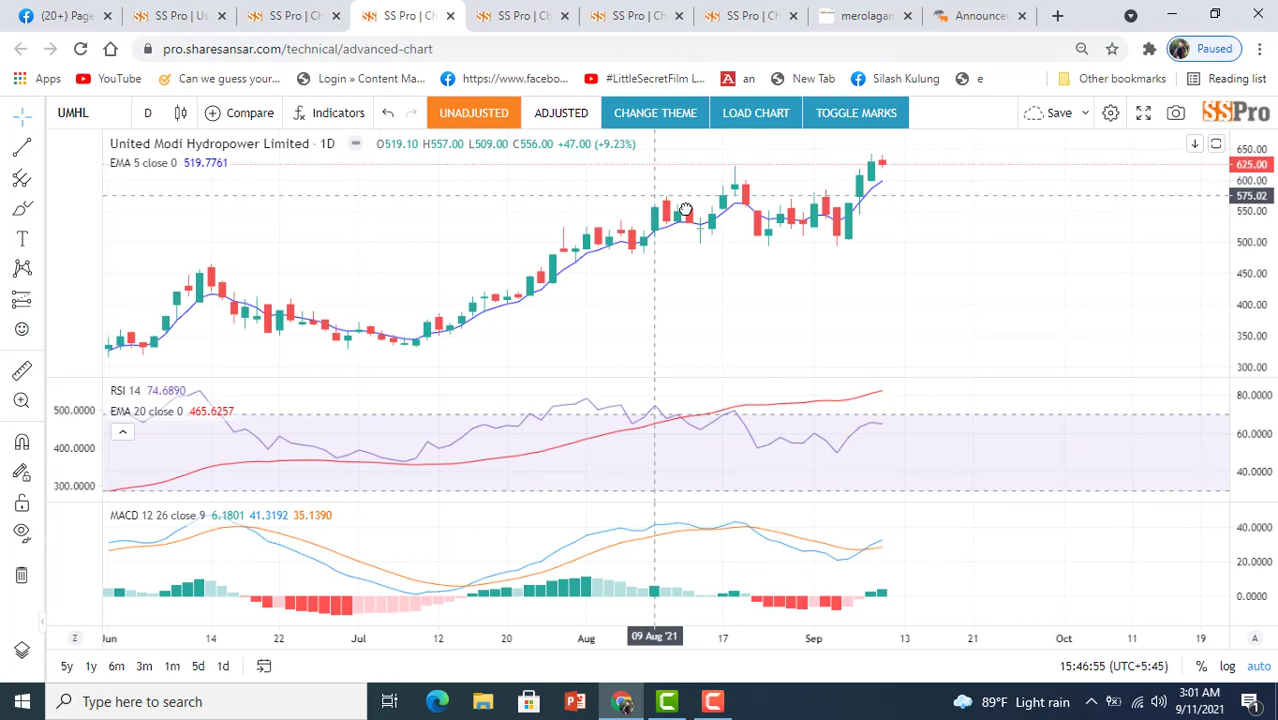 (20+) Page
SS Pro | Us
SS Pro | Ch
SS Pro | Ch
SS Pro | Ch
SS Pro | Ch
SS Pro | Ch
merolagan
Announce
pro.sharesansar.com/technical/advanced-chart
Paused
Apps
YouTube
Can we guess your...
Login » Content Ma...
https://www.facebo...
#LittleSecretFilm L...
an
New Tab
Silash Kulung
e
Other bookmarks
Reading list
UMHL
D
Compare
Indicators
UNADJUSTED
ADJUSTED
CHANGE THEME
LOAD CHART
TOGGLE MARKS
Save
SSPro
United Modi Hydropower Limited · 1D
O519.10 H557.00 L509.00 C556.00 +47.00 (+9.23%)
EMA 5 close 0 519.7761
650.00
625.00
600.00
575.02
550.00
500.00
450.00
400.00
350.00
300.00
RSI 14 74.6890
EMA 20 close 0 465.6257
500.0000
400.0000
300.0000
80.0000
60.0000
40.0000
MACD 12 26 close 9 6.1801 41.3192 35.1390
40.0000
20.0000
0.0000
Z
Jun
14
22
Jul
12
20
Aug
09 Aug '21
17
Sep
13
21
Oct
11
19
A
5y
1y
6m
3m
1m
5d
1d
15:46:55 (UTC+5:45)
%
log
auto
Type here to search
89°F Light rain
3:01 AM
9/11/2021
1